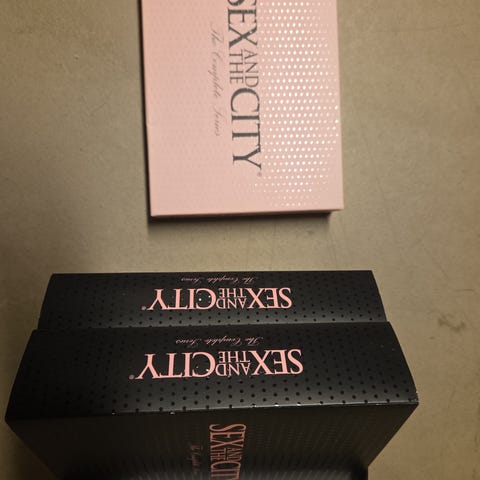 SEX AND THE CITY®
The Complete Series
SEX AND THE CITY®
The Complete Series
SEX AND THE CITY®
The Complete Series
SEX AND THE CITY
The